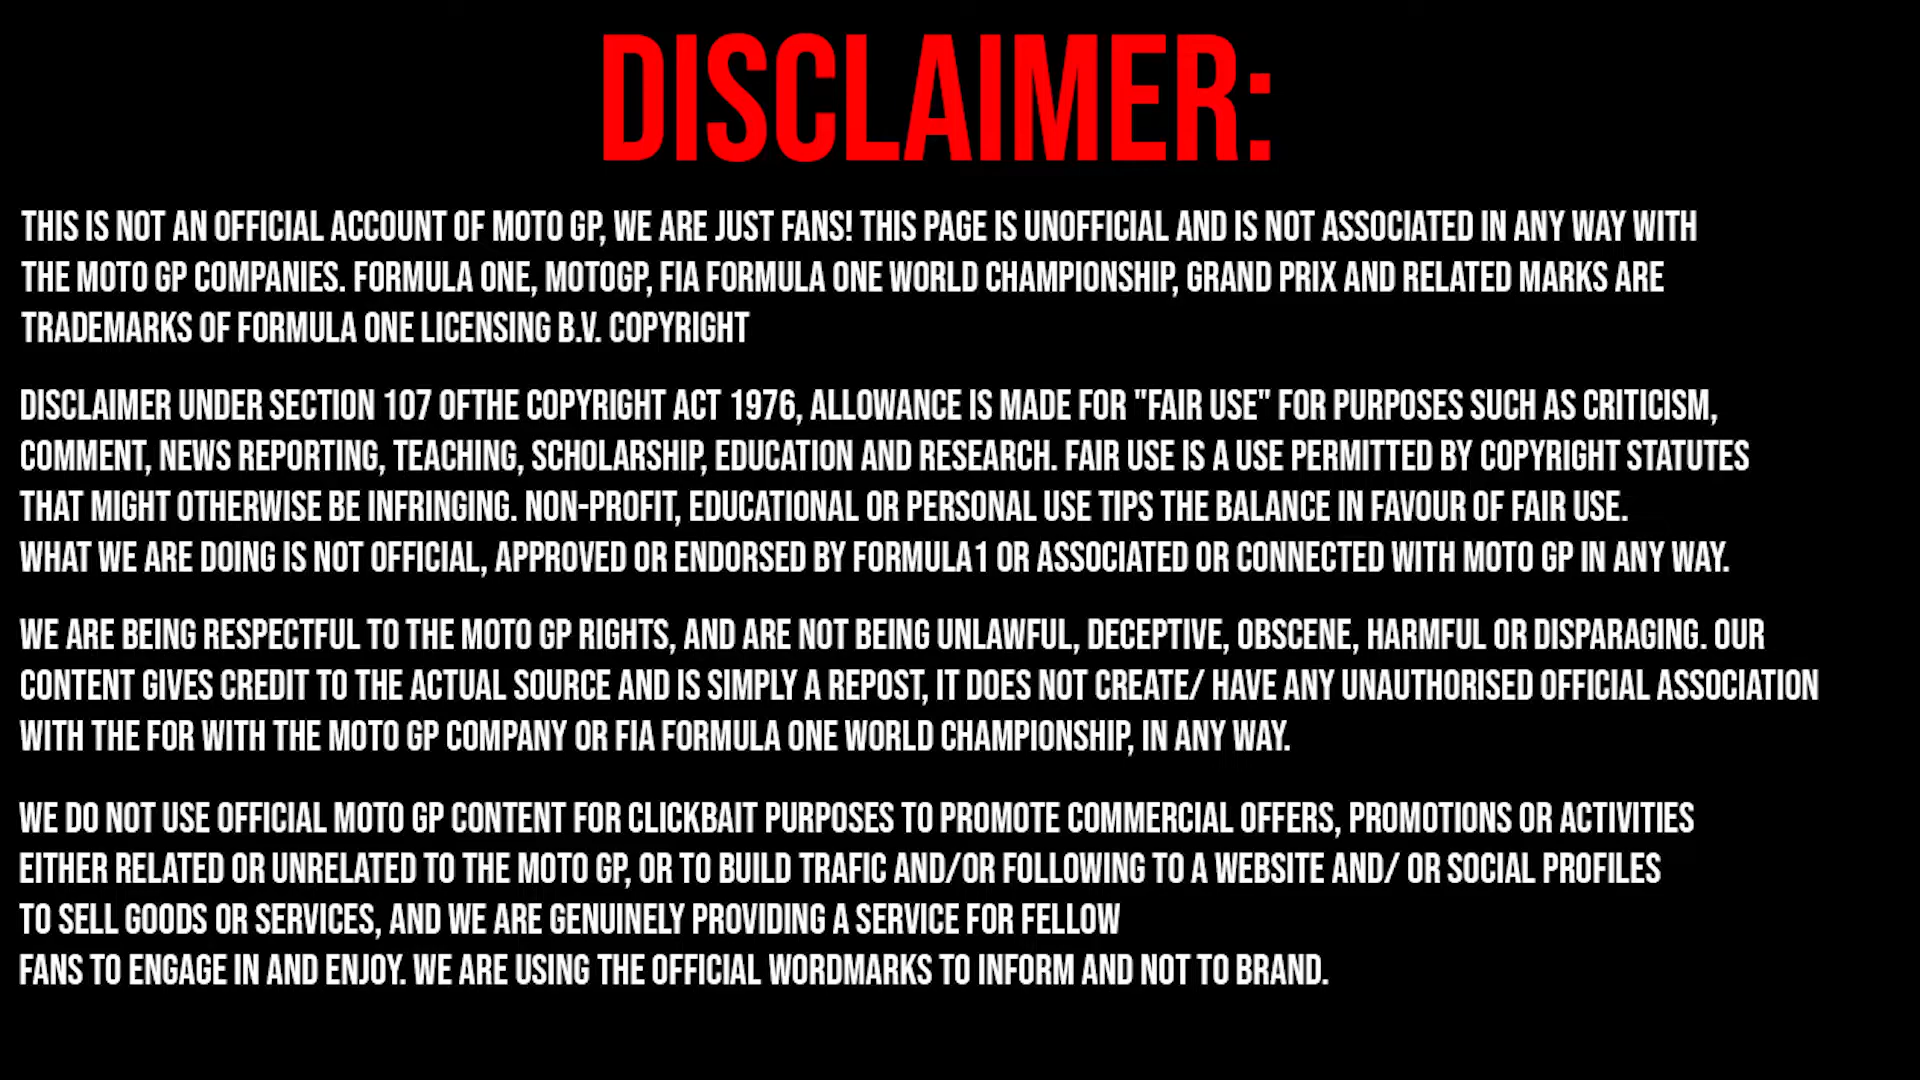 DISCLAIMER:
THIS IS NOT AN OFFICIAL ACCOUNT OF MOTO GP, WE ARE JUST FANS! THIS PAGE IS UNOFFICIAL AND IS NOT ASSOCIATED IN ANY WAY WITH
THE MOTO GP COMPANIES. FORMULA ONE, MOTOGP, FIA FORMULA ONE WORLD CHAMPIONSHIP, GRAND PRIX AND RELATED MARKS ARE
TRADEMARKS OF FORMULA ONE LICENSING B.V. COPYRIGHT
DISCLAIMER UNDER SECTION 107 OFTHE COPYRIGHT ACT 1976, ALLOWANCE IS MADE FOR "FAIR USE" FOR PURPOSES SUCH AS CRITICISM,
COMMENT, NEWS REPORTING, TEACHING, SCHOLARSHIP, EDUCATION AND RESEARCH. FAIR USE IS A USE PERMITTED BY COPYRIGHT STATUTES
THAT MIGHT OTHERWISE BE INFRINGING. NON-PROFIT, EDUCATIONAL OR PERSONAL USE TIPS THE BALANCE IN FAVOUR OF FAIR USE.
WHAT WE ARE DOING IS NOT OFFICIAL, APPROVED OR ENDORSED BY FORMULA1 OR ASSOCIATED OR CONNECTED WITH MOTO GP IN ANY WAY.
WE ARE BEING RESPECTFUL TO THE MOTO GP RIGHTS, AND ARE NOT BEING UNLAWFUL, DECEPTIVE, OBSCENE, HARMFUL OR DISPARAGING. OUR
CONTENT GIVES CREDIT TO THE ACTUAL SOURCE AND IS SIMPLY A REPOST, IT DOES NOT CREATE/ HAVE ANY UNAUTHORISED OFFICIAL ASSOCIATION
WITH THE FOR WITH THE MOTO GP COMPANY OR FIA FORMULA ONE WORLD CHAMPIONSHIP, IN ANY WAY.
WE DO NOT USE OFFICIAL MOTO GP CONTENT FOR CLICKBAIT PURPOSES TO PROMOTE COMMERCIAL OFFERS, PROMOTIONS OR ACTIVITIES
EITHER RELATED OR UNRELATED TO THE MOTO GP, OR TO BUILD TRAFIC AND/OR FOLLOWING TO A WEBSITE AND/ OR SOCIAL PROFILES
TO SELL GOODS OR SERVICES, AND WE ARE GENUINELY PROVIDING A SERVICE FOR FELLOW
FANS TO ENGAGE IN AND ENJOY. WE ARE USING THE OFFICIAL WORDMARKS TO INFORM AND NOT TO BRAND.